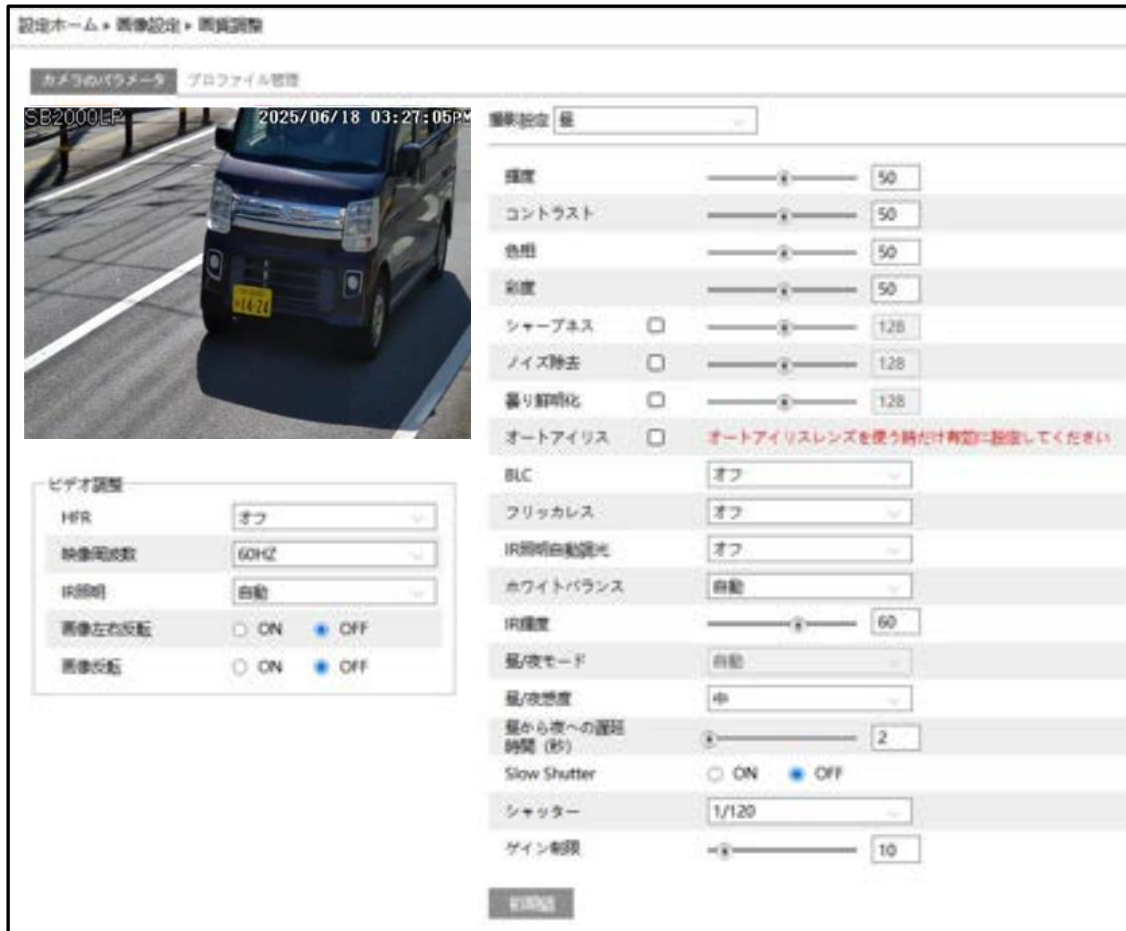 設定ホーム ▸ 画像設定 ▸ 画質調整
カメラのパラメータ プロファイル管理
SB2000LP 2025/06/18 03:27:05PM
14-24
撮影設定 昼
輝度 50
コントラスト 50
色相 50
彩度 50
シャープネス 128
ノイズ除去 128
曇り鮮明化 128
オートアイリス オートアイリスレンズを使う時だけ有効に設定してください
BLC オフ
フリッカレス オフ
IR照明自動調光 オフ
ホワイトバランス 自動
IR輝度 60
昼/夜モード 自動
昼/夜感度 中
昼から夜への遅延
時間（秒） 2
Slow Shutter ON OFF
シャッター 1/120
ゲイン制限 10
初期値
ビデオ調整
HFR オフ
映像周波数 60HZ
IR照明 自動
画像左右反転 ON OFF
画像反転 ON OFF